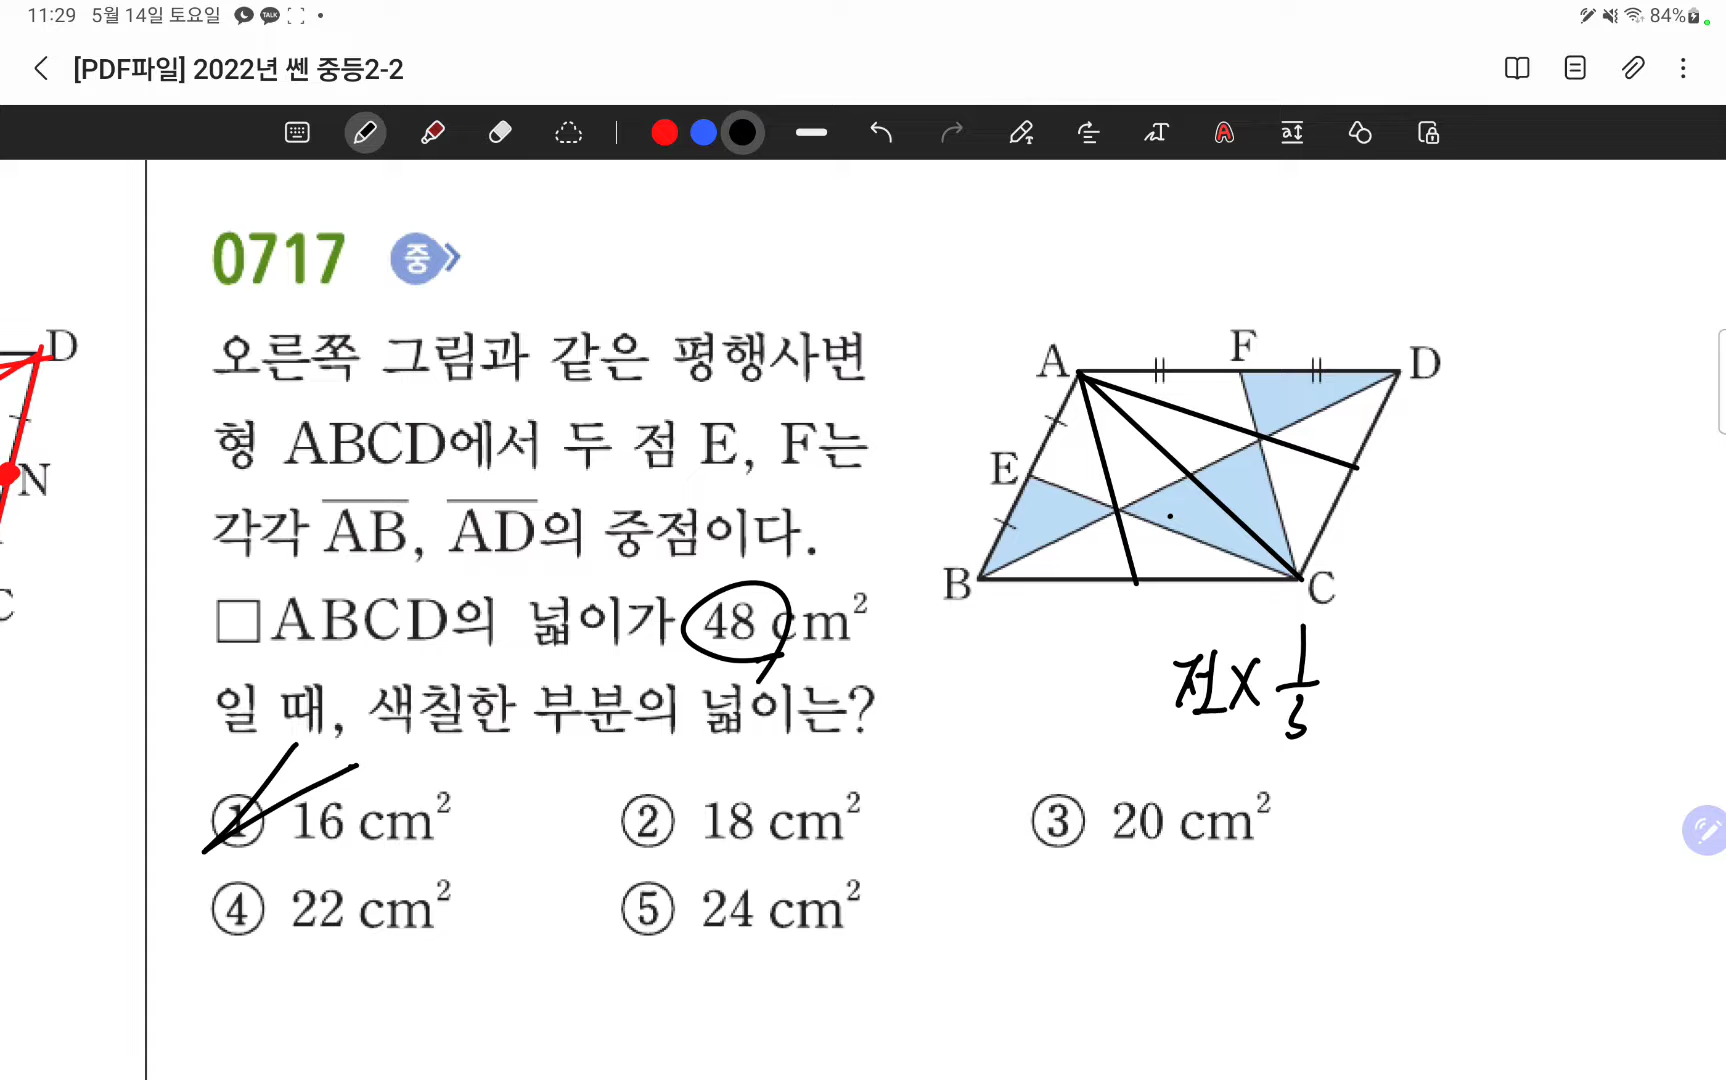 11:29 5월 14일 토요일
TALK
84%
[PDF파일] 2022년 쎈 중등2-2
0717 중
오른쪽 그림과 같은 평행사변
형 ABCD에서 두 점 E, F는
각각 AB, AD의 중점이다.
□ABCD의 넓이가 48 cm²
일 때, 색칠한 부분의 넓이는?
① 16 cm² ② 18 cm² ③ 20 cm²
④ 22 cm² ⑤ 24 cm²
A F D
E
B C
전× 1/3
D
N
C